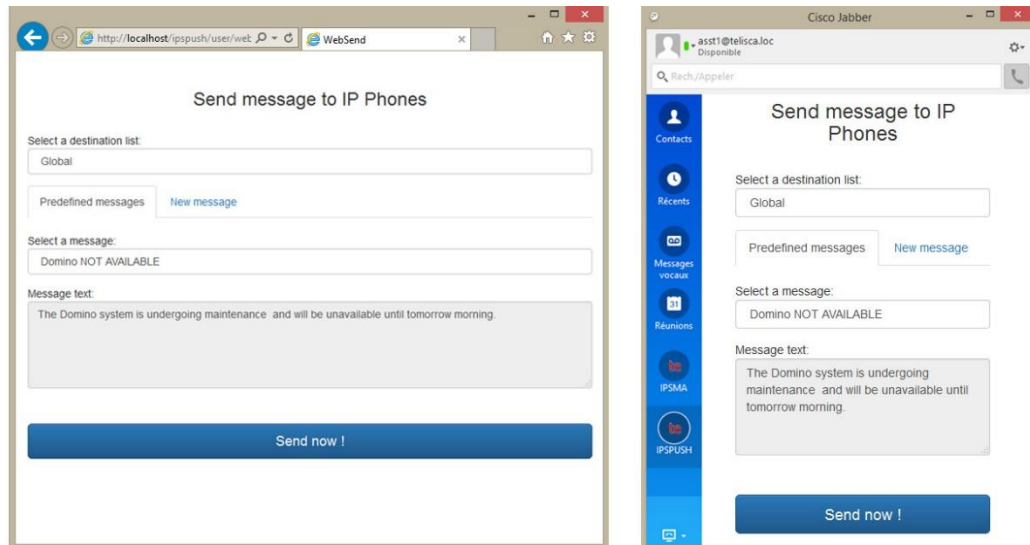 http://localhost/ipspush/user/web
WebSend
Send message to IP Phones
Select a destination list:
Global
Predefined messages New message
Select a message:
Domino NOT AVAILABLE
Message text:
The Domino system is undergoing maintenance and will be unavailable until tomorrow morning.
Send now !
Cisco Jabber
asst1@telisca.loc
Disponible
Rech./Appeler
Contacts
Récents
Messages
vocaux
31
Réunions
IPSMA
IPSPUSH
Send message to IP
Phones
Select a destination list:
Global
Predefined messages New message
Select a message:
Domino NOT AVAILABLE
Message text:
The Domino system is undergoing
maintenance and will be unavailable until
tomorrow morning.
Send now !